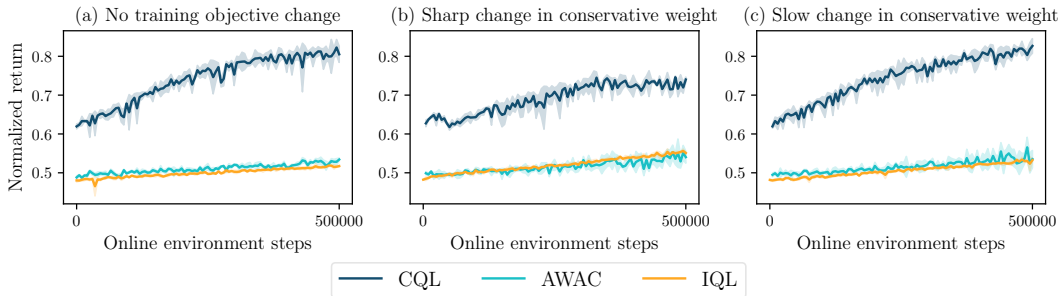 (a) No training objective change
(b) Sharp change in conservative weight
(c) Slow change in conservative weight
Normalized return
0.8
0.7
0.6
0.5
0
500000
Online environment steps
0.8
0.7
0.6
0.5
0
500000
Online environment steps
0.8
0.7
0.6
0.5
0
500000
Online environment steps
CQL AWAC IQL